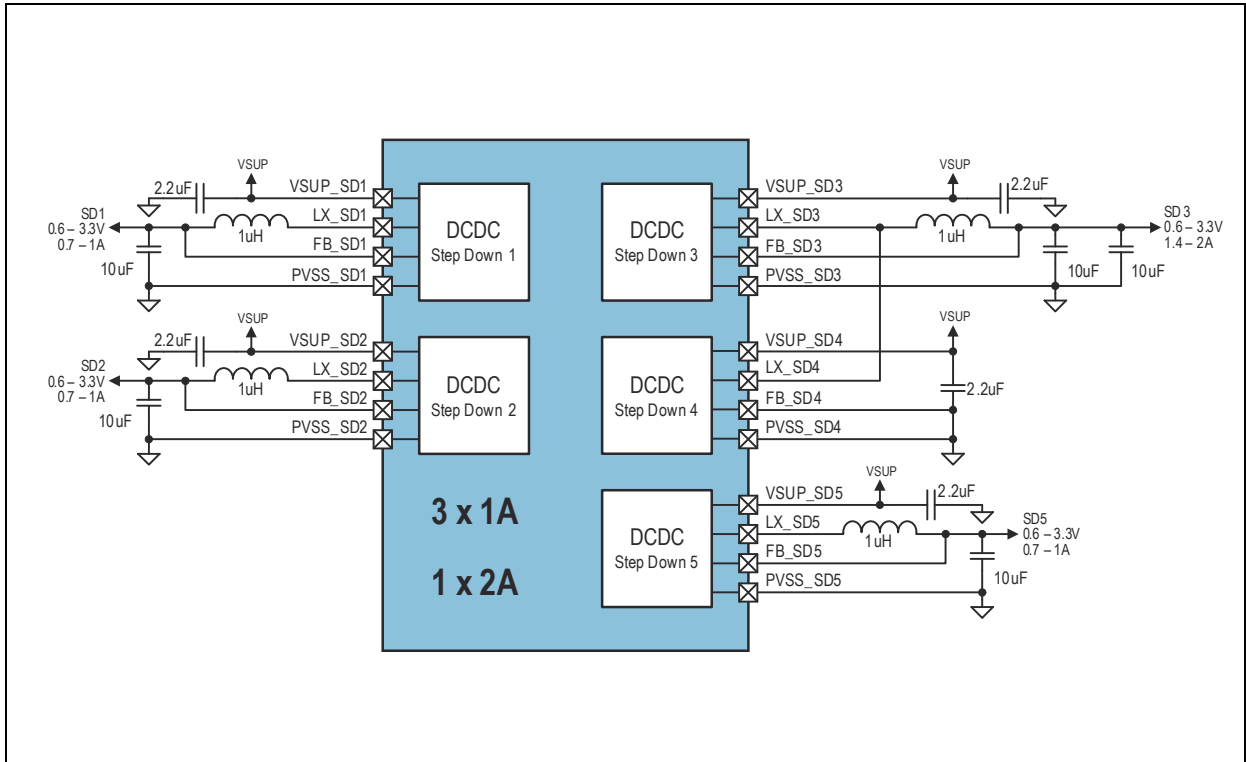 VSUP
2.2uF
VSUP_SD1
SD1
0.6 – 3.3V
0.7 – 1A
1uH
LX_SD1
FB_SD1
10uF
PVSS_SD1
DCDC
Step Down 1
VSUP
2.2uF
VSUP_SD2
SD2
0.6 – 3.3V
0.7 – 1A
1uH
LX_SD2
FB_SD2
10uF
PVSS_SD2
DCDC
Step Down 2
3 x 1A
1 x 2A
DCDC
Step Down 3
VSUP_SD3
VSUP
2.2uF
LX_SD3
1uH
FB_SD3
SD3
0.6 – 3.3V
1.4 – 2A
10uF
10uF
PVSS_SD3
DCDC
Step Down 4
VSUP
VSUP_SD4
LX_SD4
2.2uF
FB_SD4
PVSS_SD4
DCDC
Step Down 5
VSUP
VSUP_SD5
2.2uF
LX_SD5
1uH
SD5
0.6 – 3.3V
0.7 – 1A
FB_SD5
10uF
PVSS_SD5